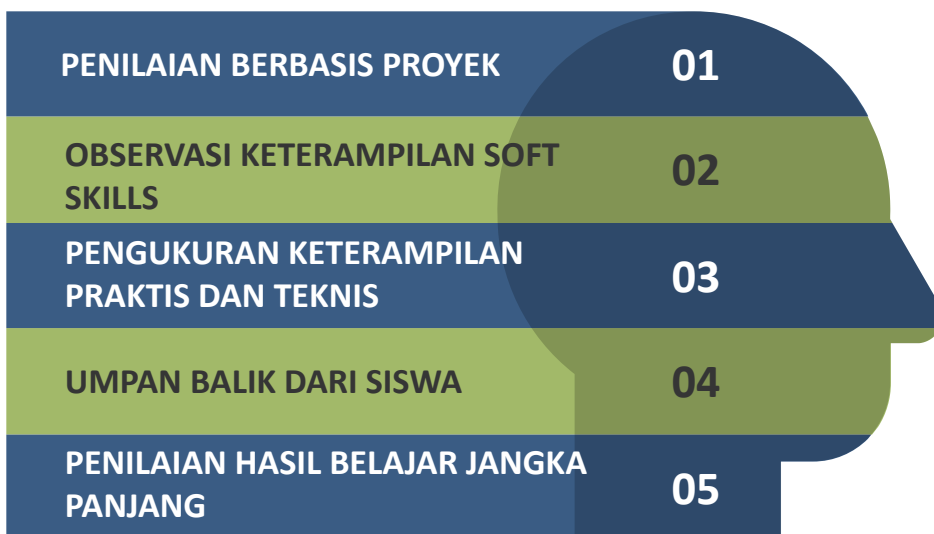 PENILAIAN BERBASIS PROYEK 01
OBSERVASI KETERAMPILAN SOFT
SKILLS
02
PENGUKURAN KETERAMPILAN
PRAKTIS DAN TEKNIS
03
UMPAN BALIK DARI SISWA 04
PENILAIAN HASIL BELAJAR JANGKA
PANJANG
05